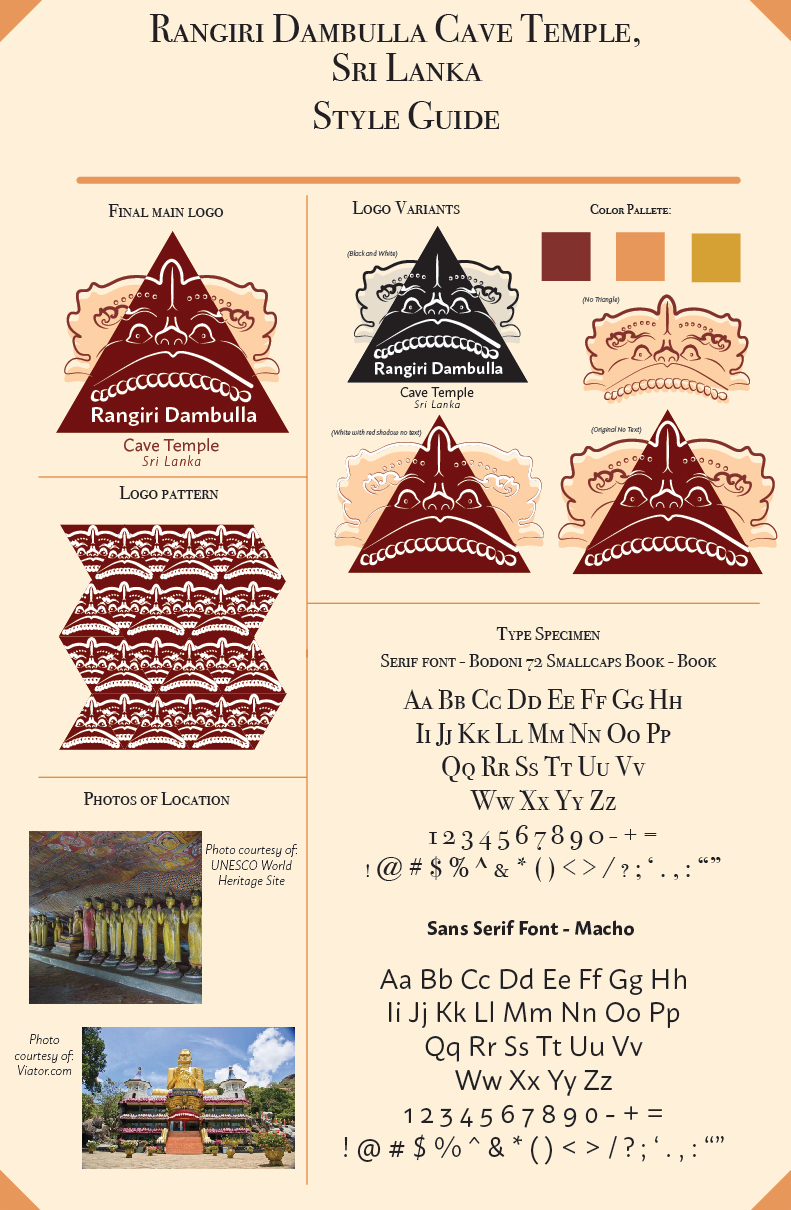 Rangiri Dambulla Cave Temple,
Sri Lanka
Style Guide
Final main logo
Rangiri Dambulla
Cave Temple
Sri Lanka
Logo pattern
Photos of Location
Photo courtesy of:
UNESCO World
Heritage Site
Photo
courtesy of:
Viator.com
Logo Variants
Color Pallete:
(Black and White)
Rangiri Dambulla
Cave Temple
Sri Lanka
(No Triangle)
(White with red shadow no text)
(Original No Text)
Type Specimen
Serif font - Bodoni 72 Smallcaps Book - Book
Aa Bb Cc Dd Ee Ff Gg Hh
Ii Jj Kk Ll Mm Nn Oo Pp
Qq Rr Ss Tt Uu Vv
Ww Xx Yy Zz
1 2 3 4 5 6 7 8 9 0 - + =
! @ # $ % ^ & * ( ) < > / ? ; ‘ . , : “”
Sans Serif Font - Macho
Aa Bb Cc Dd Ee Ff Gg Hh
Ii Jj Kk Ll Mm Nn Oo Pp
Qq Rr Ss Tt Uu Vv
Ww Xx Yy Zz
1 2 3 4 5 6 7 8 9 0 - + =
! @ # $ % ^ & * ( ) < > / ? ; ‘ . , : “”